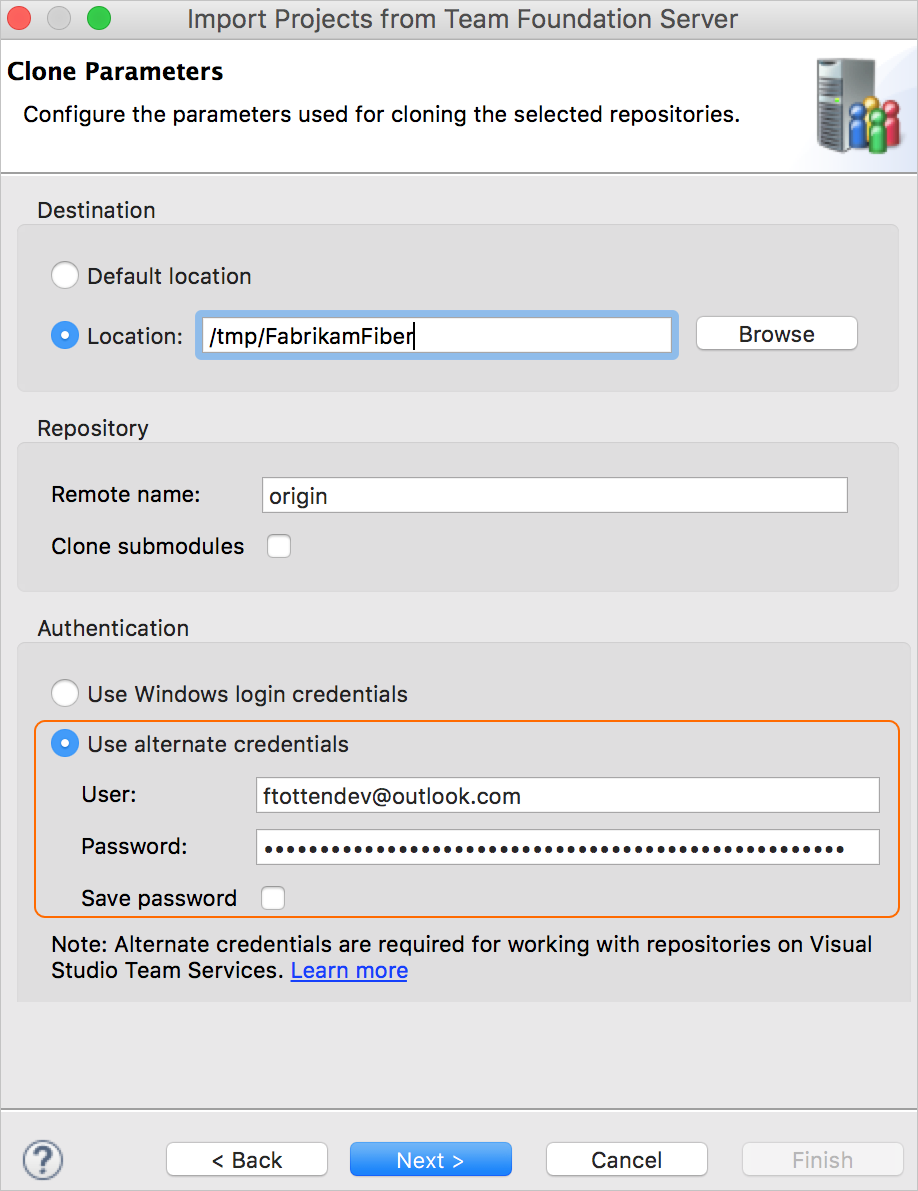 Import Projects from Team Foundation Server
Clone Parameters
Configure the parameters used for cloning the selected repositories.
Destination
Default location
Location: /tmp/FabrikamFiber Browse
Repository
Remote name: origin
Clone submodules
Authentication
Use Windows login credentials
Use alternate credentials
User: ftottendev@outlook.com
Password: ••••••••••••••••••••••••••••••••••••••••••••••••••••
Save password
Note: Alternate credentials are required for working with repositories on Visual
Studio Team Services. Learn more
? < Back Next > Cancel Finish